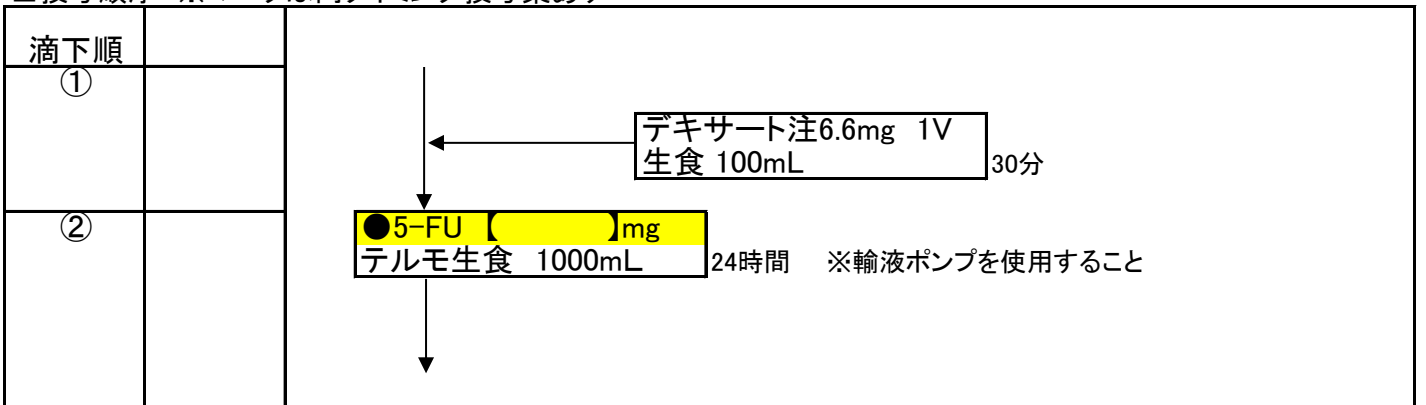 滴下順
①
デキサート注6.6mg 1V
生食 100mL
30分
②
●5-FU【 】mg
テルモ生食 1000mL
24時間 ※輸液ポンプを使用すること